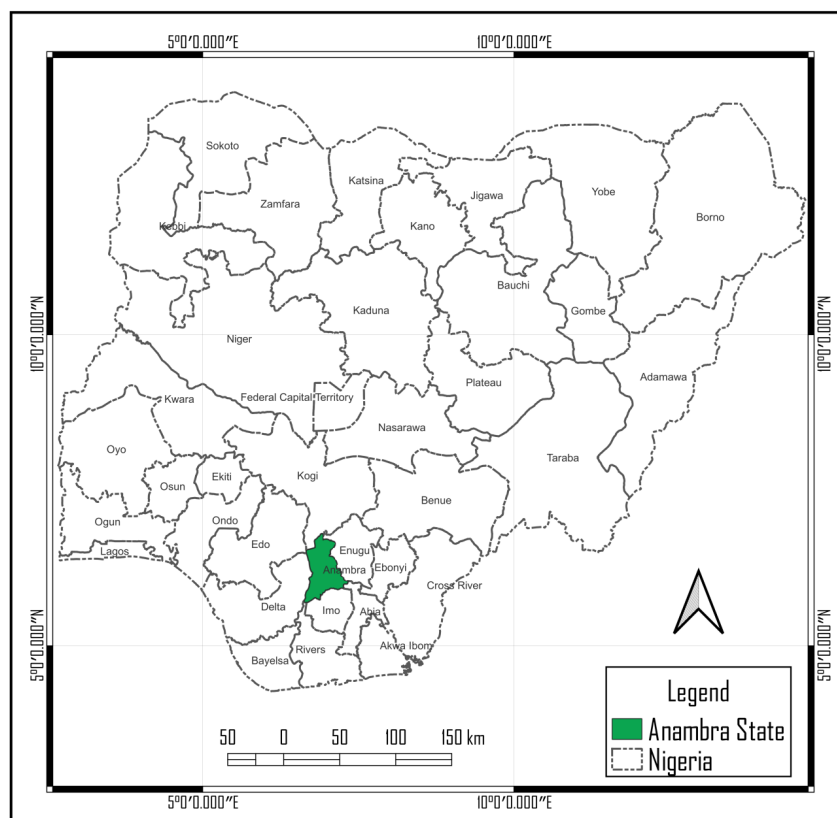 5°0′0.000″E 10°0′0.000″E
Sokoto
Katsina
Jigawa
Yobe
Zamfara
Borno
Kebbi
Kano
Bauchi
10°0′0.000″N 10°0′0.000″N
Kaduna
Gombe
Niger
Adamawa
Plateau
Kwara
Federal Capital Territory
Nasarawa
Oyo
Taraba
Kogi
Ekiti
Osun
Benue
Ogun
Ondo
Edo
Lagos
Enugu
Anambra
Ebonyi
Cross River
Delta
Imo
Abia
5°0′0.000″N 5°0′0.000″S
Bayelsa
Rivers
Akwa Ibom
Legend
Anambra State
Nigeria
50 0 50 100 150 km
5°0′0.000″E 10°0′0.000″E